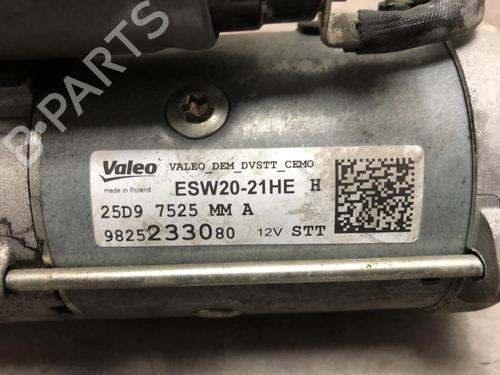 B-PARTS
Valeo VALEO_DEM_DVSTT_CEMO
made in Poland ESW20-21HE H
25D9 7525 MM A
9825233080 12V STT